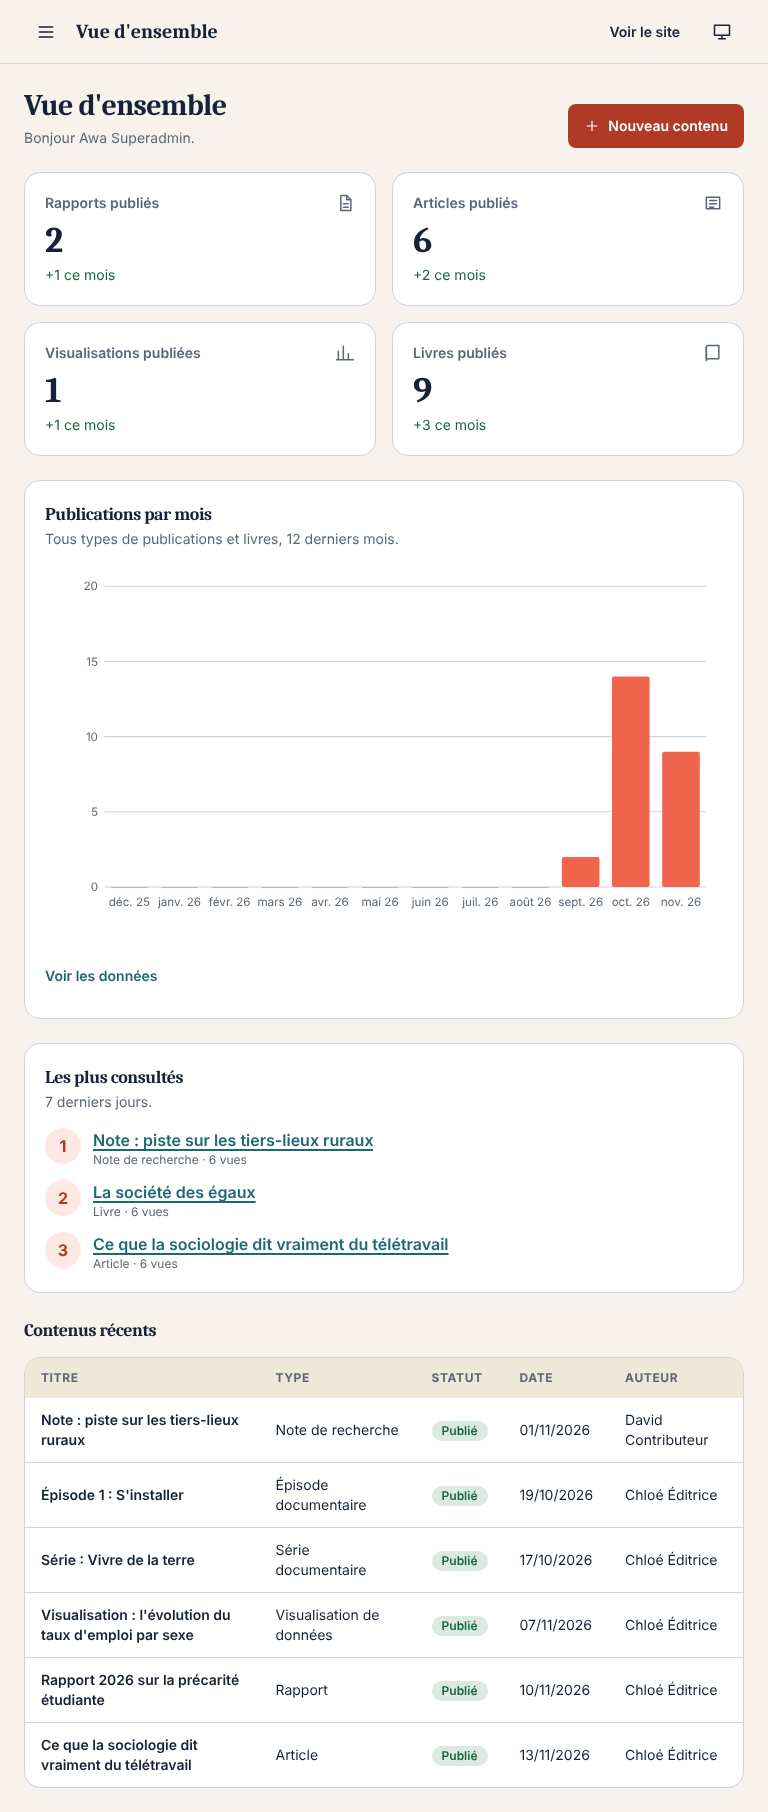 Vue d'ensemble
Voir le site
Vue d'ensemble
Bonjour Awa Superadmin.
Nouveau contenu
Rapports publiés
2
+1 ce mois
Articles publiés
6
+2 ce mois
Visualisations publiées
1
+1 ce mois
Livres publiés
9
+3 ce mois
Publications par mois
Tous types de publications et livres, 12 derniers mois.
20
15
10
5
0
déc. 25 janv. 26 févr. 26 mars 26 avr. 26 mai 26 juin 26 juil. 26 août 26 sept. 26 oct. 26 nov. 26
Voir les données
Les plus consultés
7 derniers jours.
1
Note : piste sur les tiers-lieux ruraux
Note de recherche · 6 vues
2
La société des égaux
Livre · 6 vues
3
Ce que la sociologie dit vraiment du télétravail
Article · 6 vues
Contenus récents
TITRE TYPE STATUT DATE AUTEUR
Note : piste sur les tiers-lieux
ruraux
Note de recherche
Publié
01/11/2026
David
Contributeur
Épisode 1 : S'installer
Épisode
documentaire
Publié
19/10/2026
Chloé Éditrice
Série : Vivre de la terre
Série
documentaire
Publié
17/10/2026
Chloé Éditrice
Visualisation : l'évolution du
taux d'emploi par sexe
Visualisation de
données
Publié
07/11/2026
Chloé Éditrice
Rapport 2026 sur la précarité
étudiante
Rapport
Publié
10/11/2026
Chloé Éditrice
Ce que la sociologie dit
vraiment du télétravail
Article
Publié
13/11/2026
Chloé Éditrice